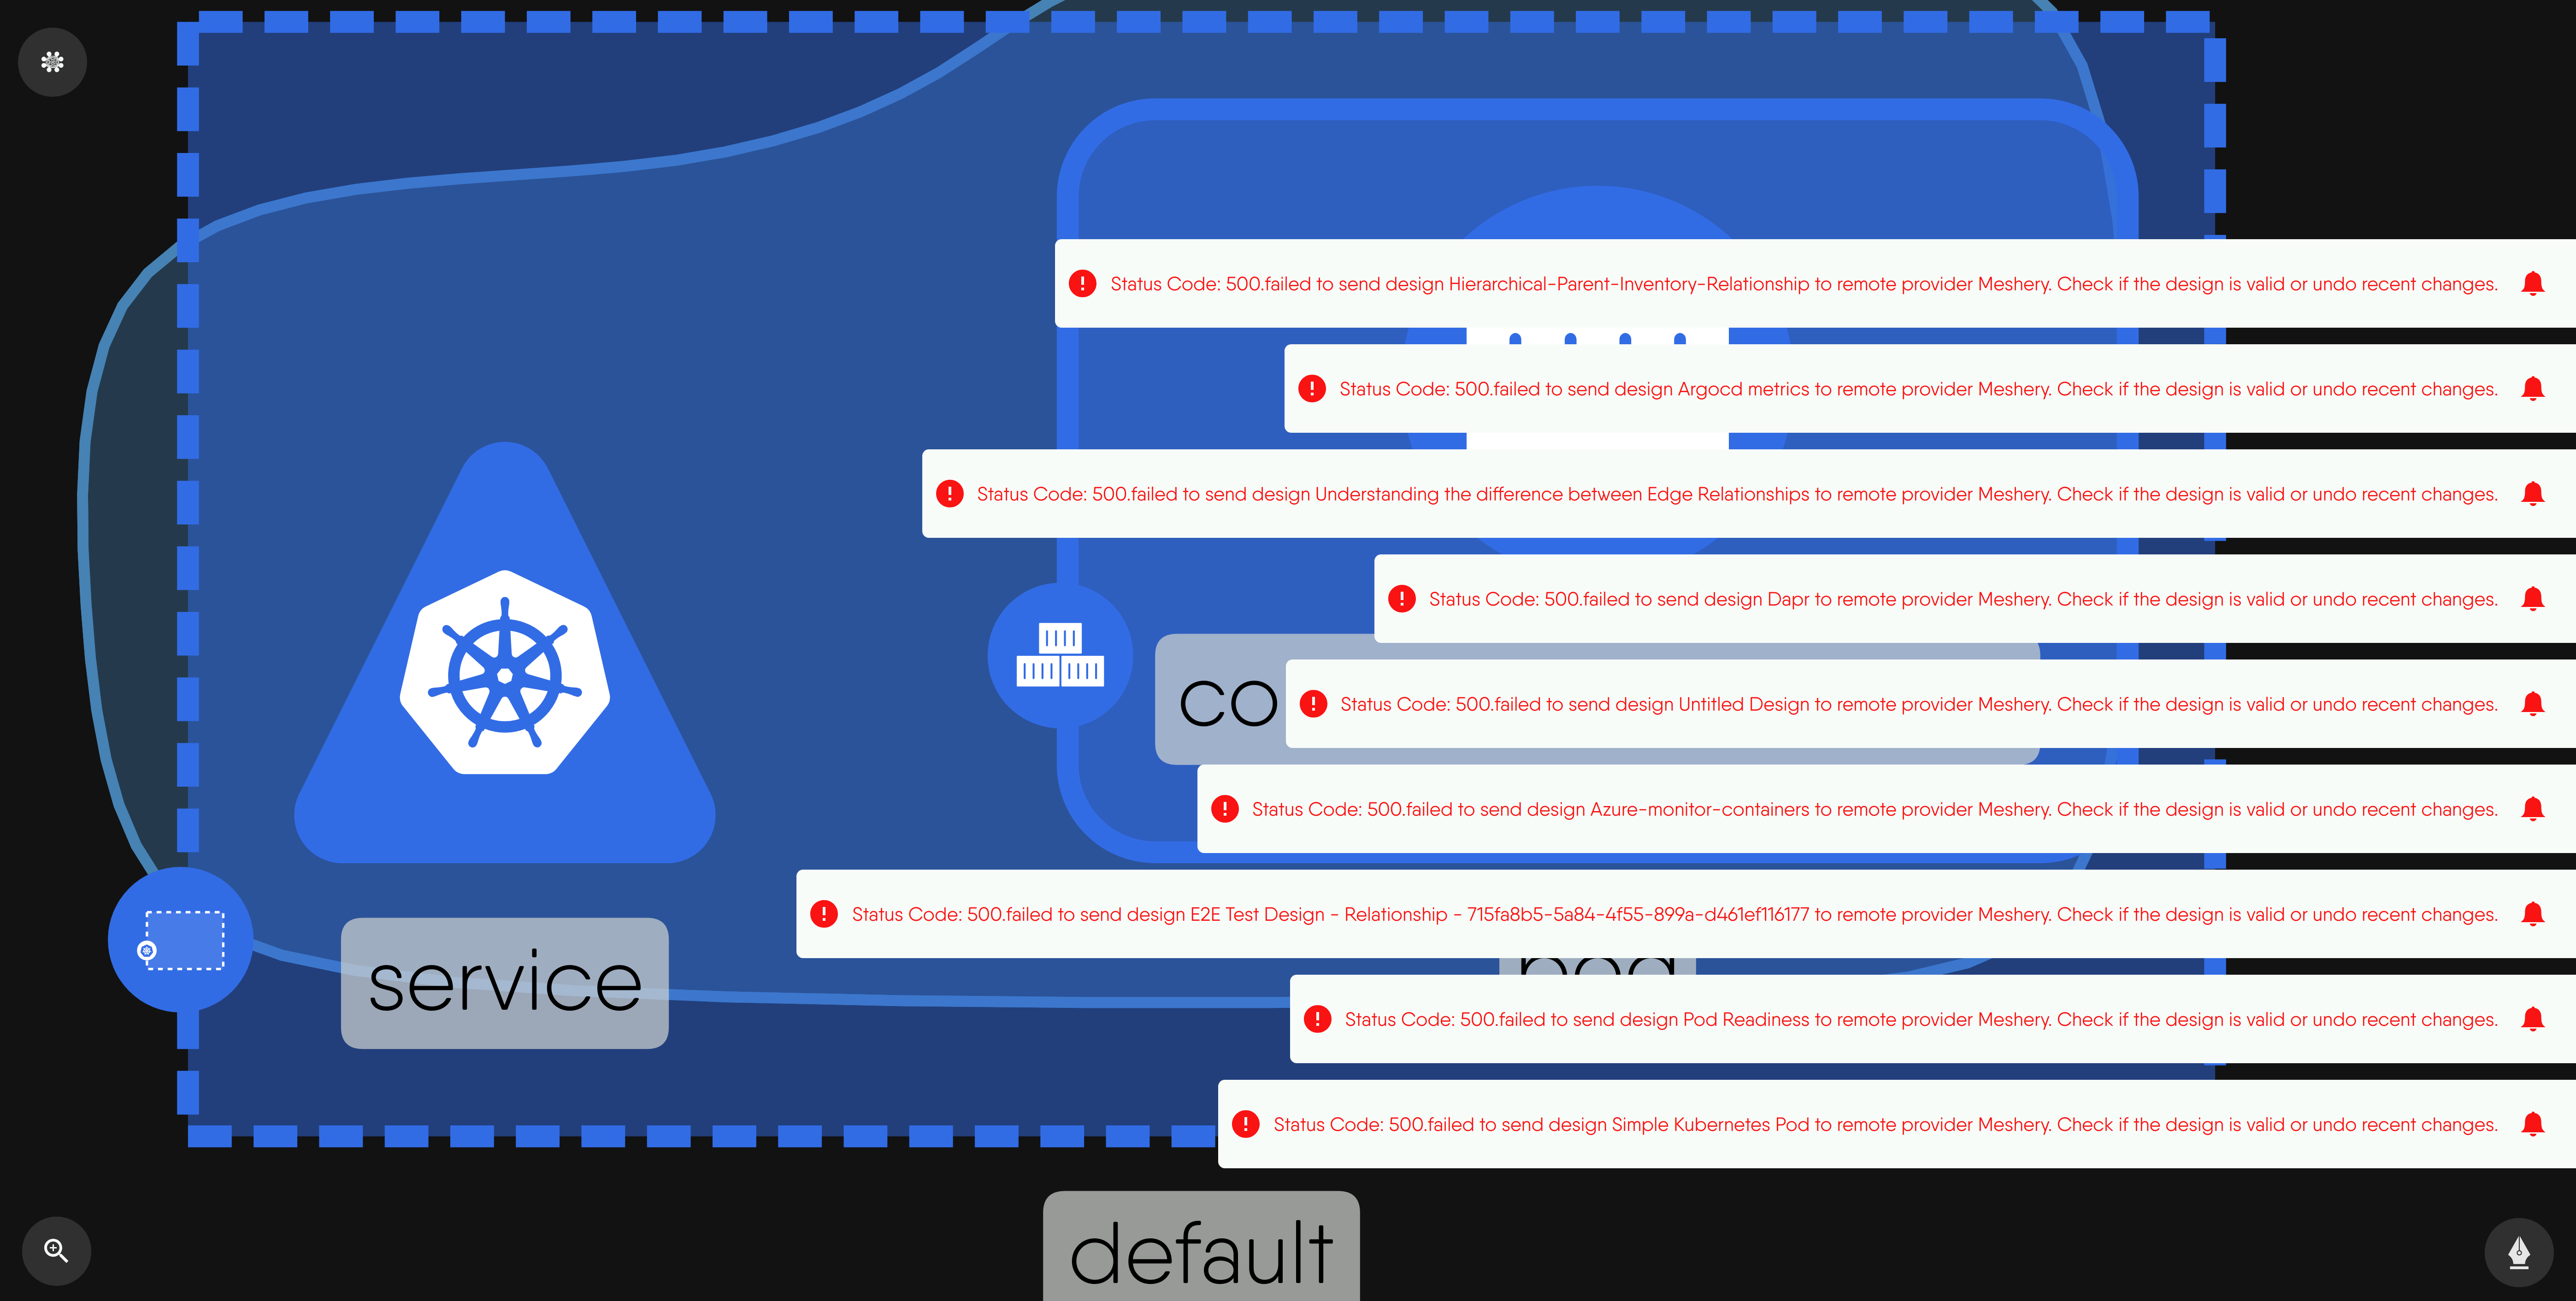 Status Code: 500.failed to send design Hierarchical-Parent-Inventory-Relationship to remote provider Meshery. Check if the design is valid or undo recent changes.
Status Code: 500.failed to send design Argocd metrics to remote provider Meshery. Check if the design is valid or undo recent changes.
Status Code: 500.failed to send design Understanding the difference between Edge Relationships to remote provider Meshery. Check if the design is valid or undo recent changes.
Status Code: 500.failed to send design Dapr to remote provider Meshery. Check if the design is valid or undo recent changes.
co
Status Code: 500.failed to send design Untitled Design to remote provider Meshery. Check if the design is valid or undo recent changes.
Status Code: 500.failed to send design Azure-monitor-containers to remote provider Meshery. Check if the design is valid or undo recent changes.
Status Code: 500.failed to send design E2E Test Design - Relationship - 715fa8b5-5a84-4f55-899a-d461ef116177 to remote provider Meshery. Check if the design is valid or undo recent changes.
service
Status Code: 500.failed to send design Pod Readiness to remote provider Meshery. Check if the design is valid or undo recent changes.
Status Code: 500.failed to send design Simple Kubernetes Pod to remote provider Meshery. Check if the design is valid or undo recent changes.
default